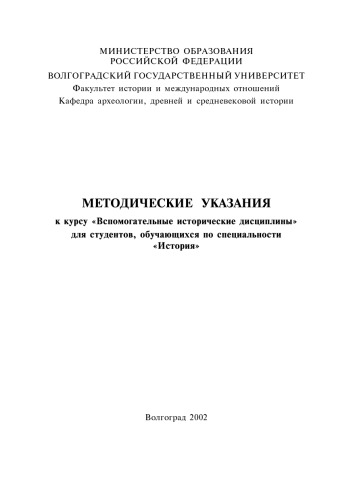 МИНИСТЕРСТВО ОБРАЗОВАНИЯ
РОССИЙСКОЙ ФЕДЕРАЦИИ
ВОЛГОГРАДСКИЙ ГОСУДАРСТВЕННЫЙ УНИВЕРСИТЕТ
Факультет истории и международных отношений
Кафедра археологии, древней и средневековой истории
МЕТОДИЧЕСКИЕ УКАЗАНИЯ
к курсу «Вспомогательные исторические дисциплины»
для студентов, обучающихся по специальности
«История»
Волгоград 2002